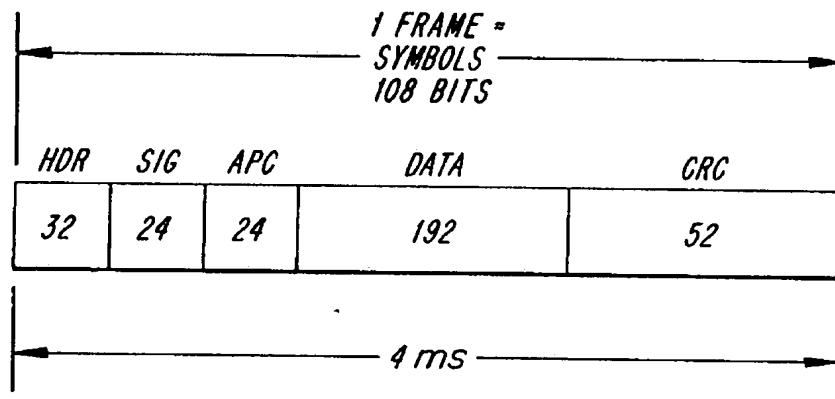 1 FRAME =
SYMBOLS
108 BITS
HDR SIG APC DATA CRC
32 24 24 192 52
4 ms